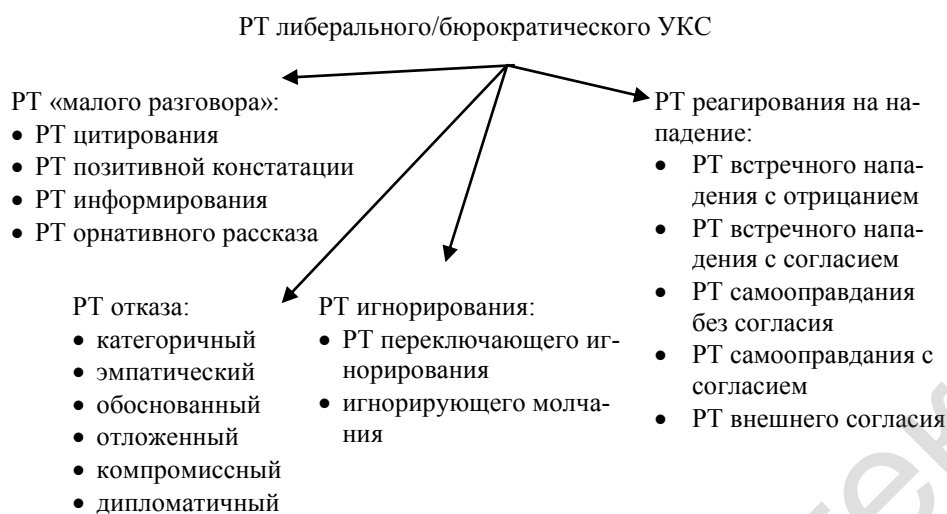 РТ либерального/бюрократического УКС
РТ «малого разговора»:
• РТ цитирования
• РТ позитивной констатации
• РТ информирования
• РТ орнативного рассказа
РТ отказа:
• категоричный
• эмпатический
• обоснованный
• отложенный
• компромиссный
• дипломатичный
РТ игнорирования:
• РТ переключающего иг-
норирования
• игнорирующего молча-
ния
РТ реагирования на на-
падение:
• РТ встречного напа-
дения с отрицанием
• РТ встречного напа-
дения с согласием
• РТ самооправдания
без согласия
• РТ самооправдания с
согласием
• РТ внешнего согласия